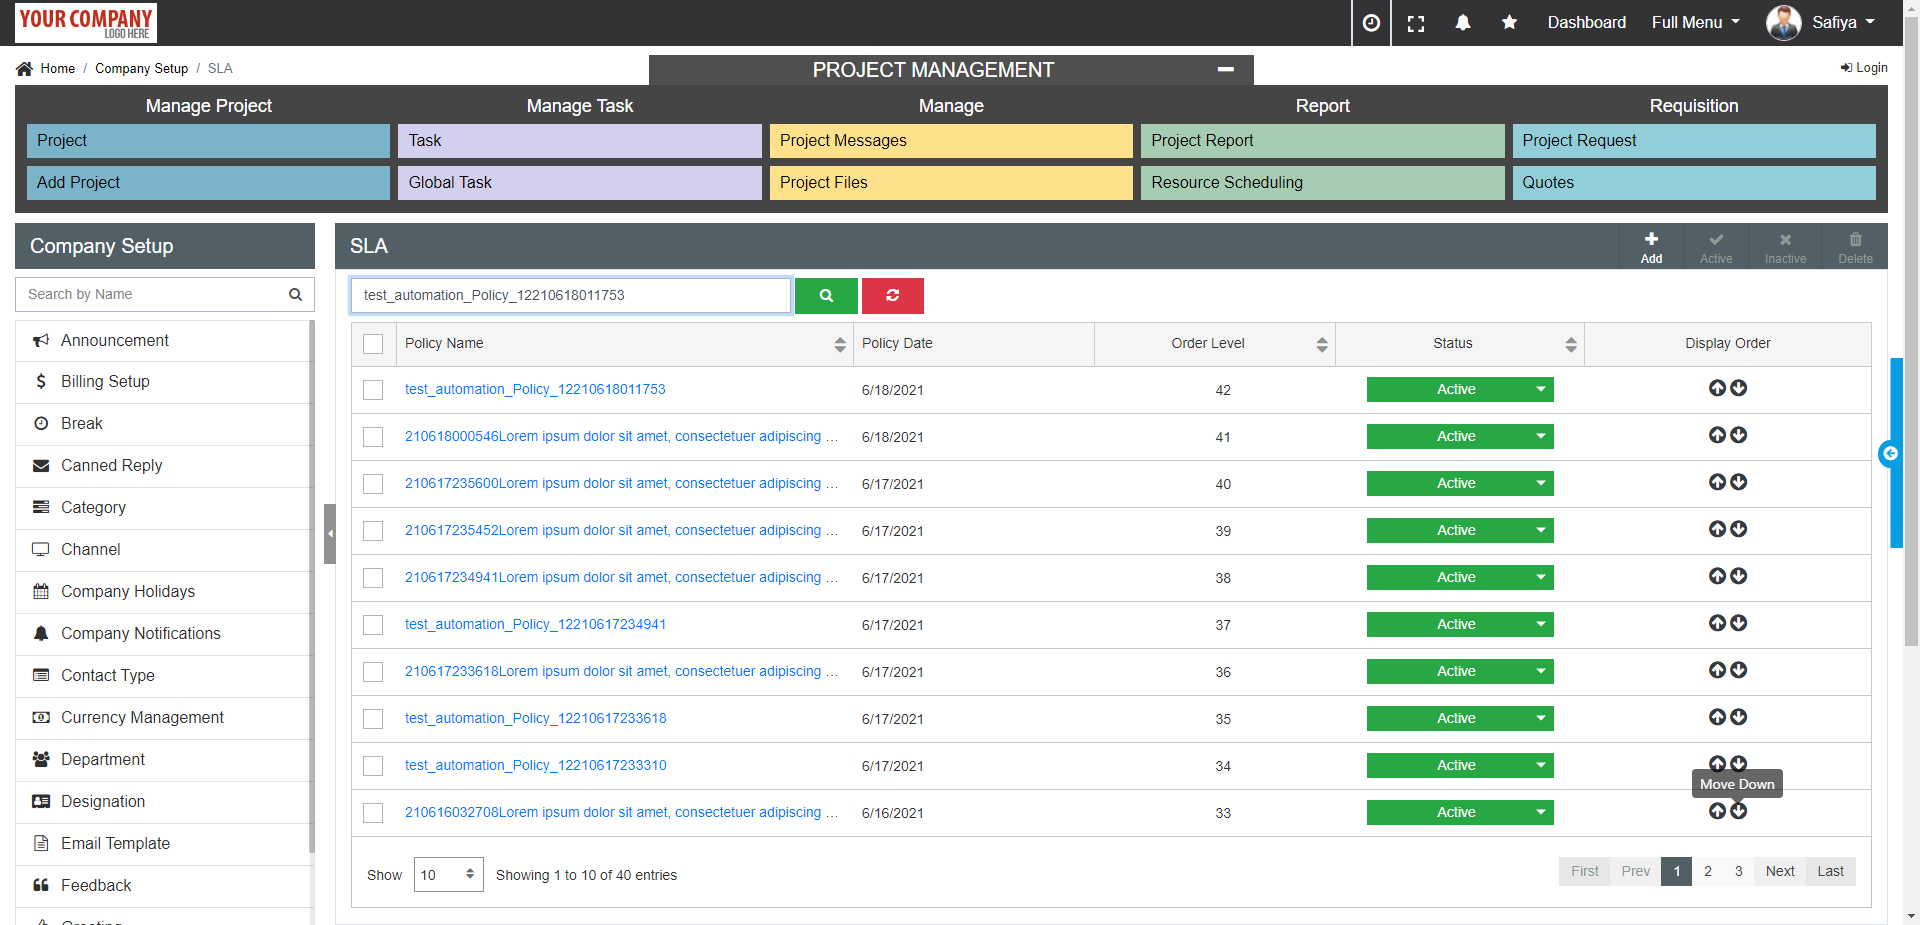 YOUR COMPANY
LOGO HERE
Dashboard
Full Menu
Safiya
Home / Company Setup / SLA
PROJECT MANAGEMENT
Login
Manage Project
Manage Task
Manage
Report
Requisition
Project
Task
Project Messages
Project Report
Project Request
Add Project
Global Task
Project Files
Resource Scheduling
Quotes
Company Setup
Search by Name
Announcement
Billing Setup
Break
Canned Reply
Category
Channel
Company Holidays
Company Notifications
Contact Type
Currency Management
Department
Designation
Email Template
Feedback
SLA
Add
Active
Inactive
Delete
test_automation_Policy_12210618011753
Policy Name Policy Date Order Level Status Display Order
test_automation_Policy_12210618011753 6/18/2021 42 Active
210618000546Lorem ipsum dolor sit amet, consectetuer adipiscing ... 6/18/2021 41 Active
210617235600Lorem ipsum dolor sit amet, consectetuer adipiscing ... 6/17/2021 40 Active
210617235452Lorem ipsum dolor sit amet, consectetuer adipiscing ... 6/17/2021 39 Active
210617234941Lorem ipsum dolor sit amet, consectetuer adipiscing ... 6/17/2021 38 Active
test_automation_Policy_12210617234941 6/17/2021 37 Active
210617233618Lorem ipsum dolor sit amet, consectetuer adipiscing ... 6/17/2021 36 Active
test_automation_Policy_12210617233618 6/17/2021 35 Active
test_automation_Policy_12210617233310 6/17/2021 34 Active
Move Down
210616032708Lorem ipsum dolor sit amet, consectetuer adipiscing ... 6/16/2021 33 Active
Show 10 Showing 1 to 10 of 40 entries
First Prev 1 2 3 Next Last